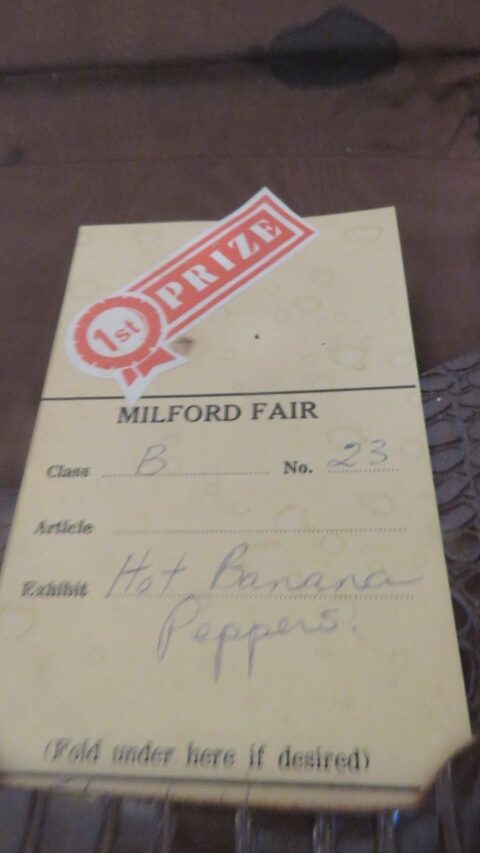 1st PRIZE
MILFORD FAIR
Class B No. 23
Article
Exhibit Hot Banana
Peppers.
(Fold under here if desired)